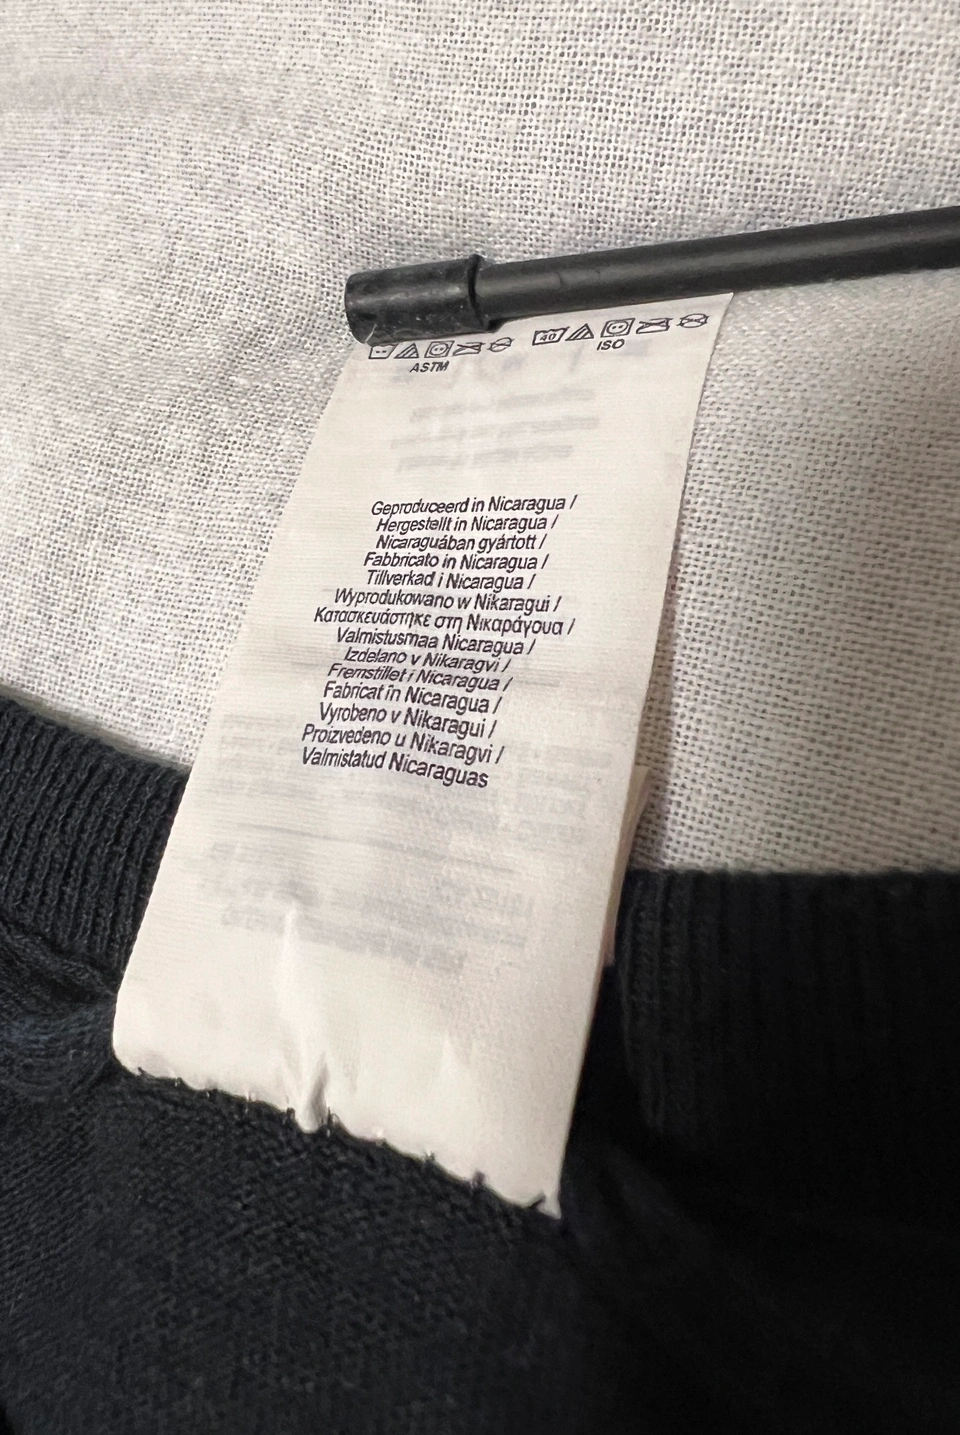 40
ASTM
ISO
Geproduceerd in Nicaragua /
Hergestellt in Nicaragua /
Nicaraguában gyártott /
Fabbricato in Nicaragua /
Tillverkad i Nicaragua /
Wyprodukowano w Nikaragui /
Κατασκευάστηκε στη Νικαράγουα /
Valmistusmaa Nicaragua /
Izdelano v Nikaragvi /
Fremstillet i Nicaragua /
Fabricat în Nicaragua /
Vyrobeno v Nikaragui /
Proizvedeno u Nikaragvi /
Valmistatud Nicaraguas